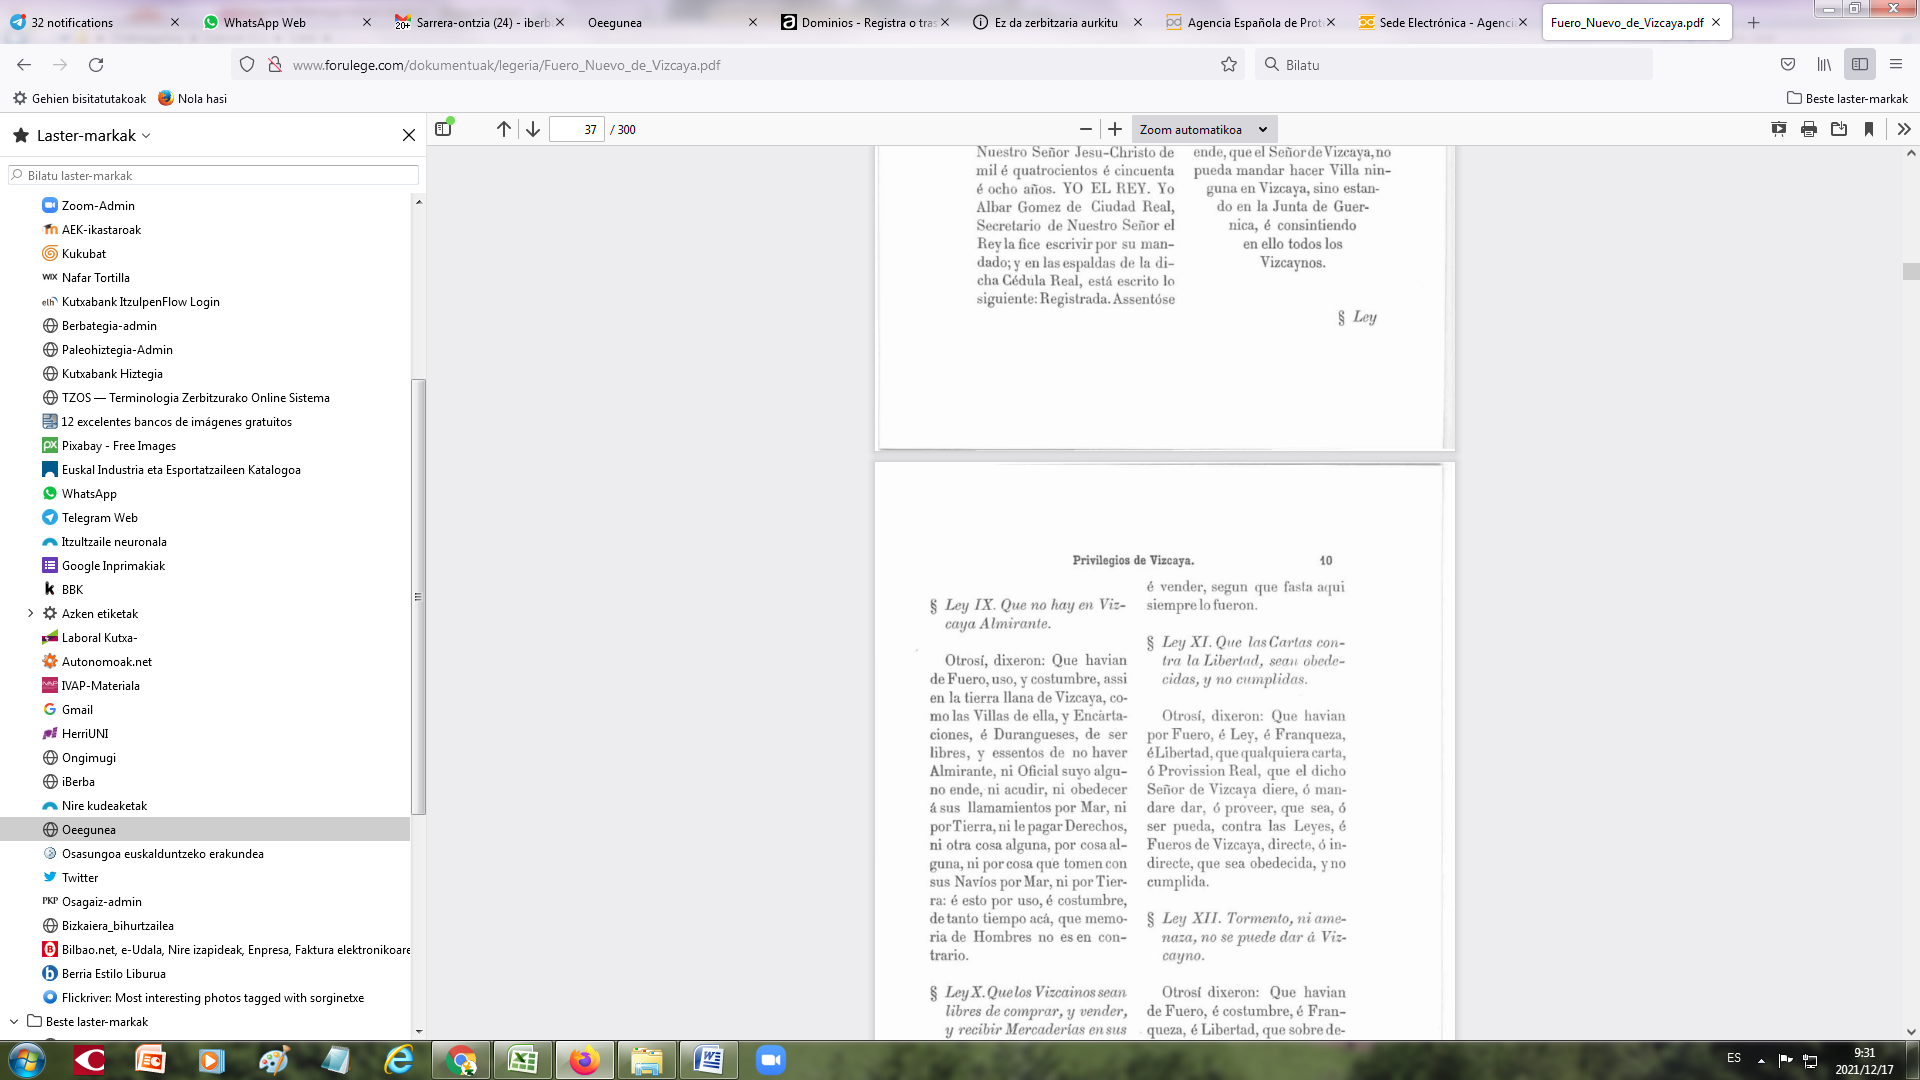 32 notifications
WhatsApp Web
Sarrera-ontzia (24) - iberb
Oeegunea
Dominios - Registra o tras
Ez da zerbitzaria aurkitu
Agencia Española de Prote
Sede Electrónica - Agenci
Fuero_Nuevo_de_Vizcaya.pdf
www.forulege.com/dokumentuak/legeria/Fuero_Nuevo_de_Vizcaya.pdf
Bilatu
Gehien bisitatutakoak
Nola hasi
Beste laster-markak
Laster-markak
37 / 300
Zoom automatikoa
Bilatu laster-markak
Zoom-Admin
AEK-ikastaroak
Kukubat
WIX Nafar Tortilla
elh Kutxabank ItzulpenFlow Login
Berbategia-admin
Paleohiztegia-Admin
Kutxabank Hiztegia
TZOS — Terminologia Zerbitzurako Online Sistema
12 excelentes bancos de imágenes gratuitos
px Pixabay - Free Images
Euskal Industria eta Esportatzaileen Katalogoa
WhatsApp
Telegram Web
Itzultzaile neuronala
Google Inprimakiak
k BBK
Azken etiketak
Laboral Kutxa-
Autonomoak.net
IVAP-Materiala
Gmail
HerriUNI
Ongimugi
iBerba
Nire kudeaketak
Oeegunea
Osasungoa euskalduntzeko erakundea
Twitter
PKP Osagaiz-admin
Bizkaiera_bihurtzailea
Bilbao.net, e-Udala, Nire izapideak, Enpresa, Faktura elektronikoare
Berria Estilo Liburua
Flickriver: Most interesting photos tagged with sorginetxe
Beste laster-markak
Nuestro Señor Jesu-Christo de
mil é quatrocientos é cincuenta
é ocho años. YO EL REY. Yo
Albar Gomez de Ciudad Real,
Secretario de Nuestro Señor el
Rey la fice escrivir por su man-
dado; y en las espaldas de la di-
cha Cédula Real, está escrito lo
siguiente: Registrada. Assentóse
ende, que el Señor de Vizcaya, no
pueda mandar hacer Villa nin-
guna en Vizcaya, sino estan-
do en la Junta de Guer-
nica, é consintiendo
en ello todos los
Vizcaynos.
§ Ley
Privilegios de Vizcaya. 10
§ Ley IX. Que no hay en Viz-
caya Almirante.
Otrosí, dixeron: Que havian
de Fuero, uso, y costumbre, assi
en la tierra llana de Vizcaya, co-
mo las Villas de ella, y Encàrta-
ciones, é Durangueses, de ser
libres, y essentos de no haver
Almirante, ni Oficial suyo algu-
no ende, ni acudir, ni obedecer
á sus llamamientos por Mar, ni
por Tierra, ni le pagar Derechos,
ni otra cosa alguna, por cosa al-
guna, ni por cosa que tomen con
sus Navíos por Mar, ni por Tier-
ra: é esto por uso, é costumbre,
de tanto tiempo acá, que memo-
ria de Hombres no es en con-
trario.
§ Ley X. Que los Vizcainos sean
libres de comprar, y vender,
y recibir Mercaderías en sus
é vender, segun que fasta aqui
siempre lo fueron.
§ Ley XI. Que las Cartas con-
tra la Libertad, sean obede-
cidas, y no cumplidas.
Otrosí, dixeron: Que havian
por Fuero, é Ley, é Franqueza,
é Libertad, que qualquiera carta,
ó Provission Real, que el dicho
Señor de Vizcaya diere, ó man-
dare dar, ó proveer, que sea, ó
ser pueda, contra las Leyes, é
Fueros de Vizcaya, directe, ó in-
directe, que sea obedecida, y no
cumplida.
§ Ley XII. Tormento, ni ame-
naza, no se puede dar á Viz-
cayno.
Otrosí dixeron: Que havian
de Fuero, é costumbre, é Fran-
queza, é Libertad, que sobre de-
ES
9:31
2021/12/17